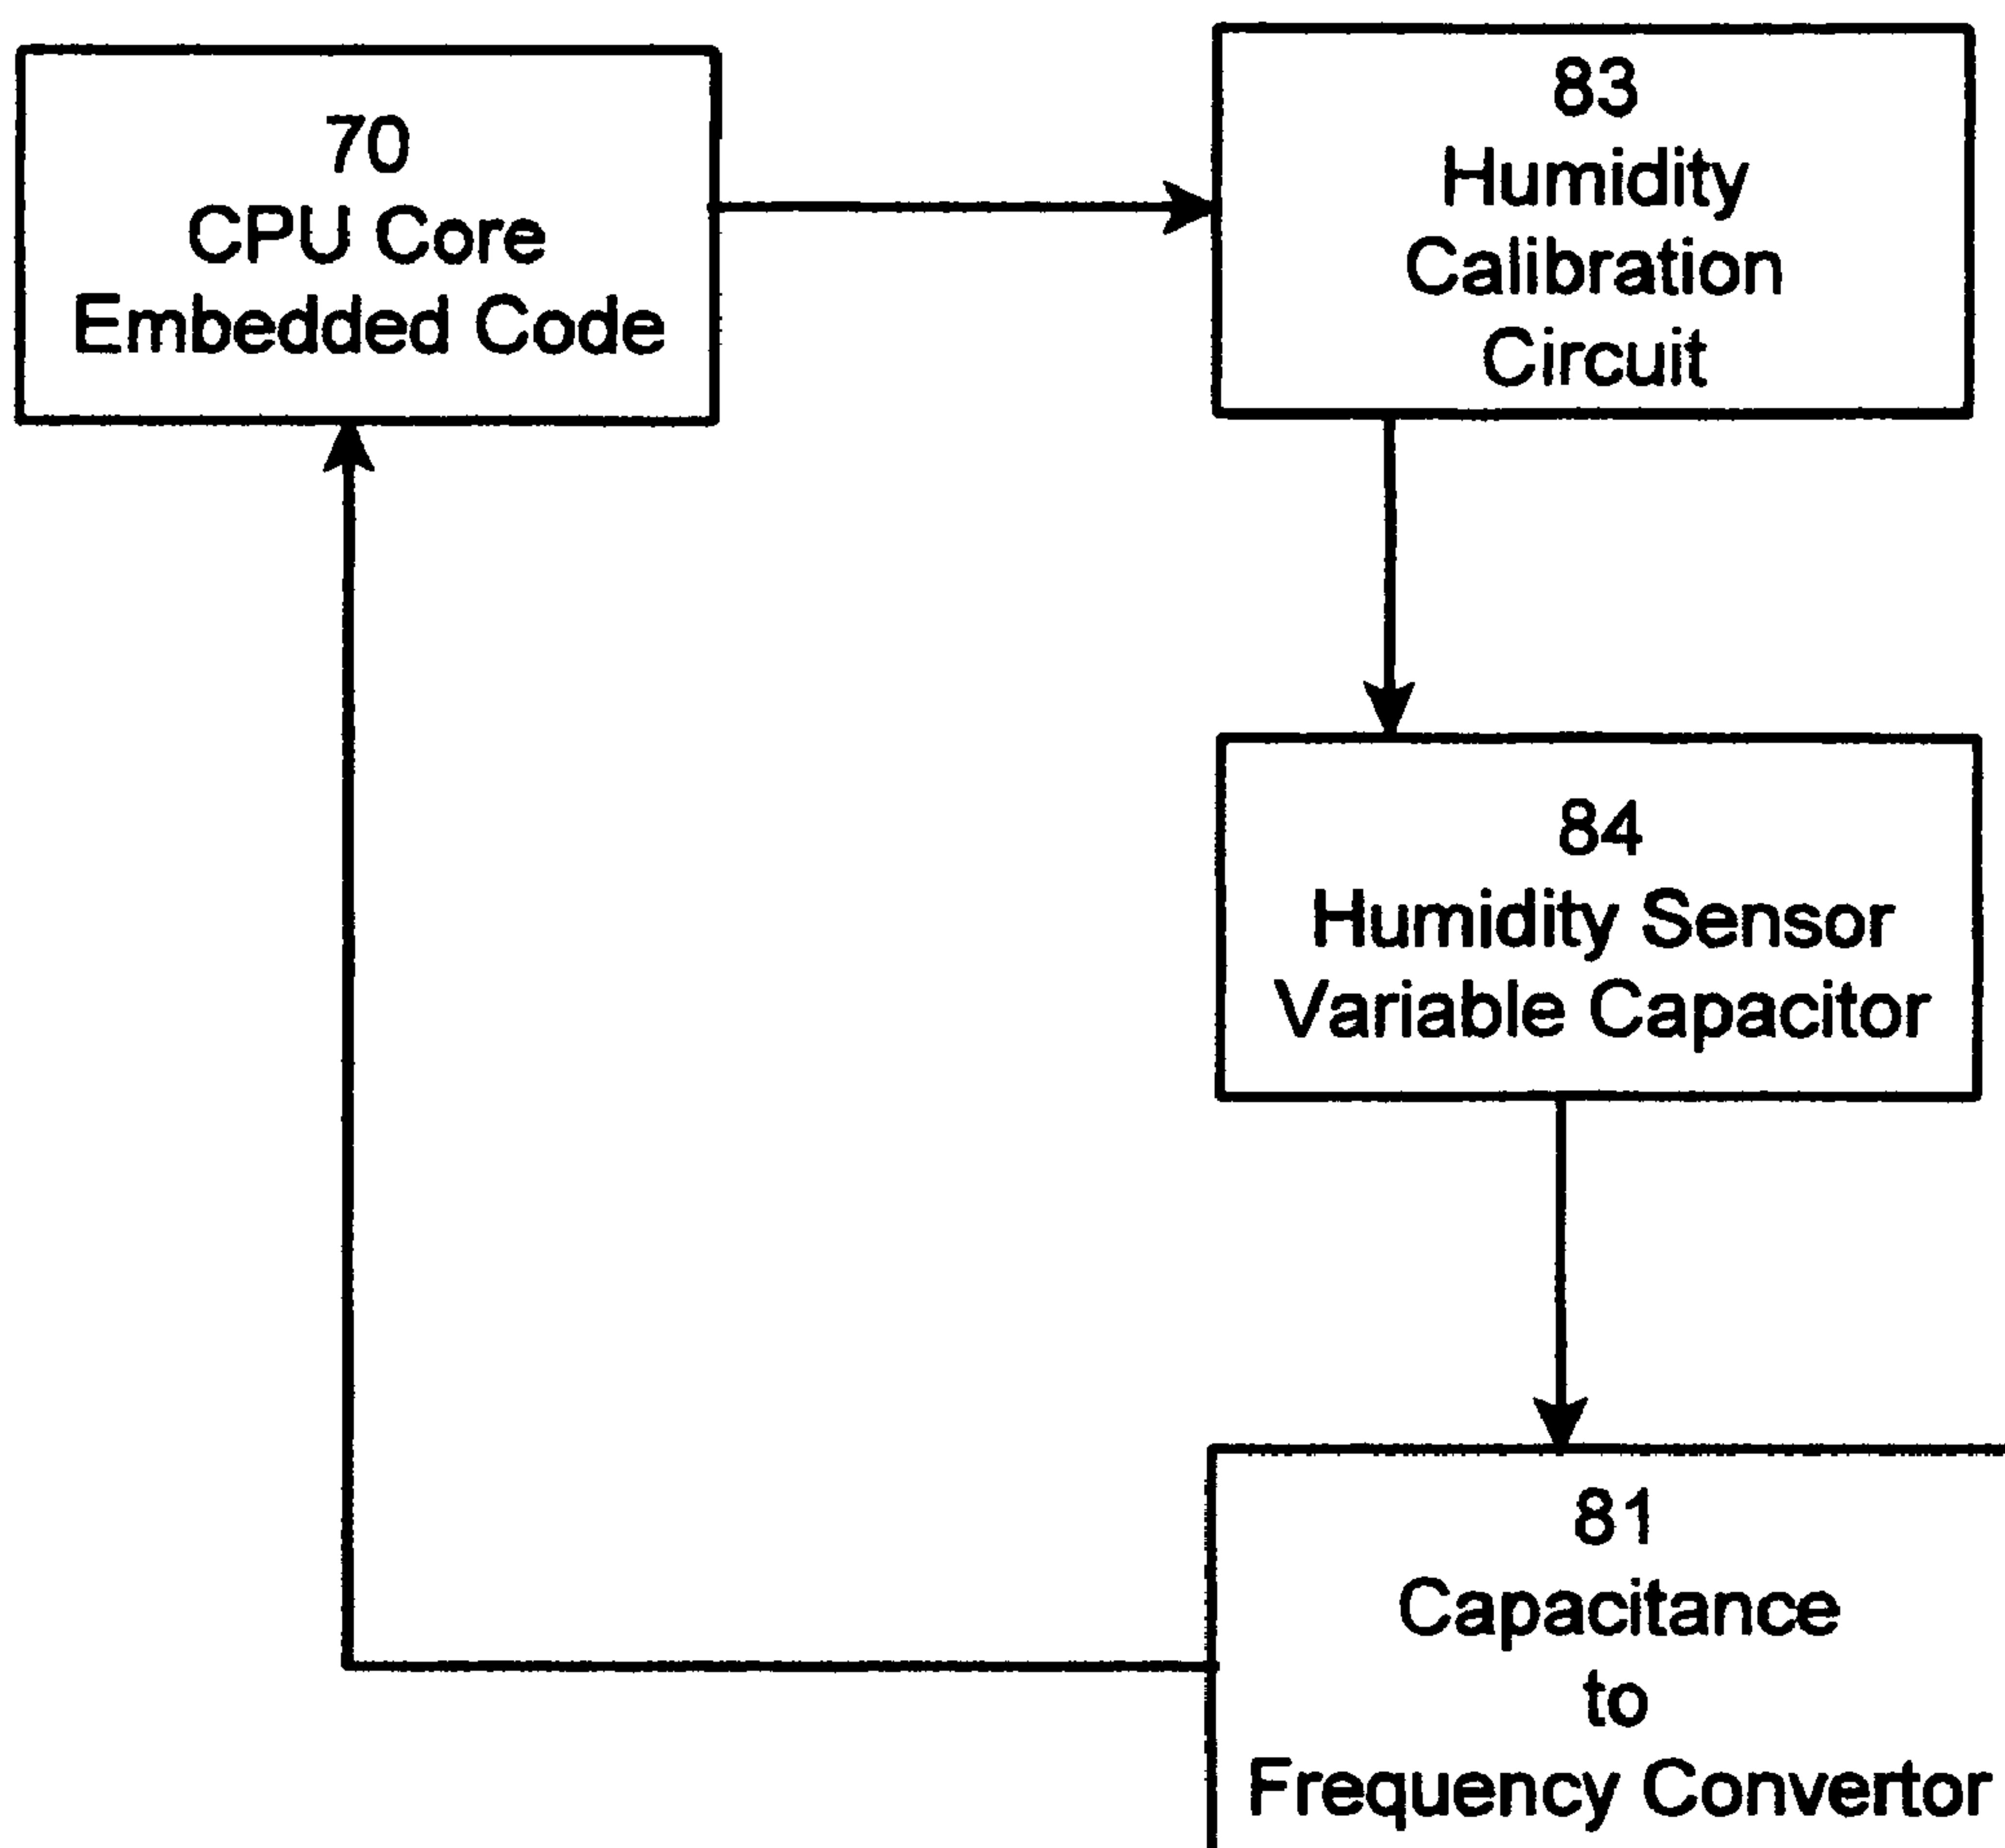 70
CPU Core
Embedded Code
83
Humidity
Calibration
Circuit
84
Humidity Sensor
Variable Capacitor
81
Capacitance
to
Frequency Convertor